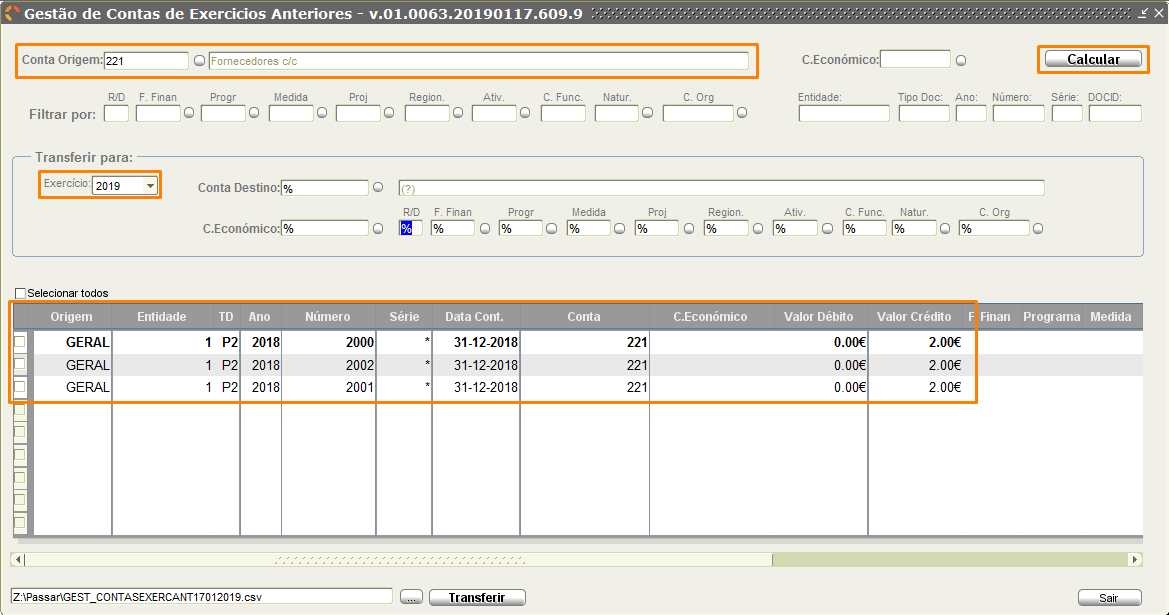 Gestão de Contas de Exercicios Anteriores - v.01.0063.20190117.609.9
Conta Origem: 221 Fornecedores c/c C.Económico: Calcular
R/D F. Finan Progr Medida Proj Region. Ativ. C. Func. Natur. C. Org Entidade: Tipo Doc: Ano: Número: Série: DOCID:
Filtrar por:
Transferir para:
Exercício: 2019 Conta Destino: % (?)
R/D F. Finan Progr Medida Proj Region. Ativ. C. Func. Natur. C. Org
C.Económico: % % % % % % % % % % %
Selecionar todos
Origem Entidade TD Ano Número Série Data Cont. Conta C.Económico Valor Débito Valor Crédito F Finan Programa Medida
GERAL 1 P2 2018 2000 * 31-12-2018 221 0.00€ 2.00€
GERAL 1 P2 2018 2002 * 31-12-2018 221 0.00€ 2.00€
GERAL 1 P2 2018 2001 * 31-12-2018 221 0.00€ 2.00€
Z:\Passar\GEST_CONTASEXERCANT17012019.csv ... Transferir Sair